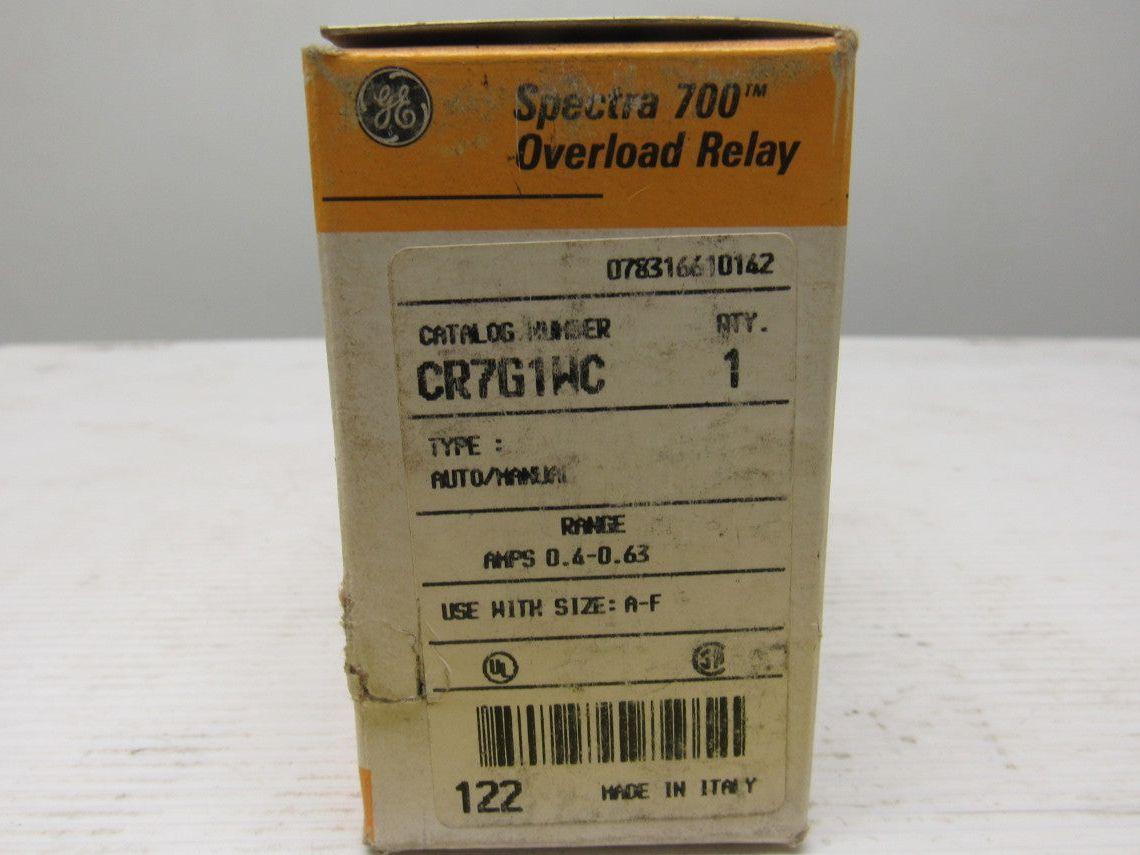 GE
Spectra 700™
Overload Relay
078316610142
CATALOG NUMBER QTY.
CR7G1WC 1
TYPE :
AUTO/MANUAL
RANGE
AMPS 0.4-0.63
USE WITH SIZE: A-F
UL
122 MADE IN ITALY